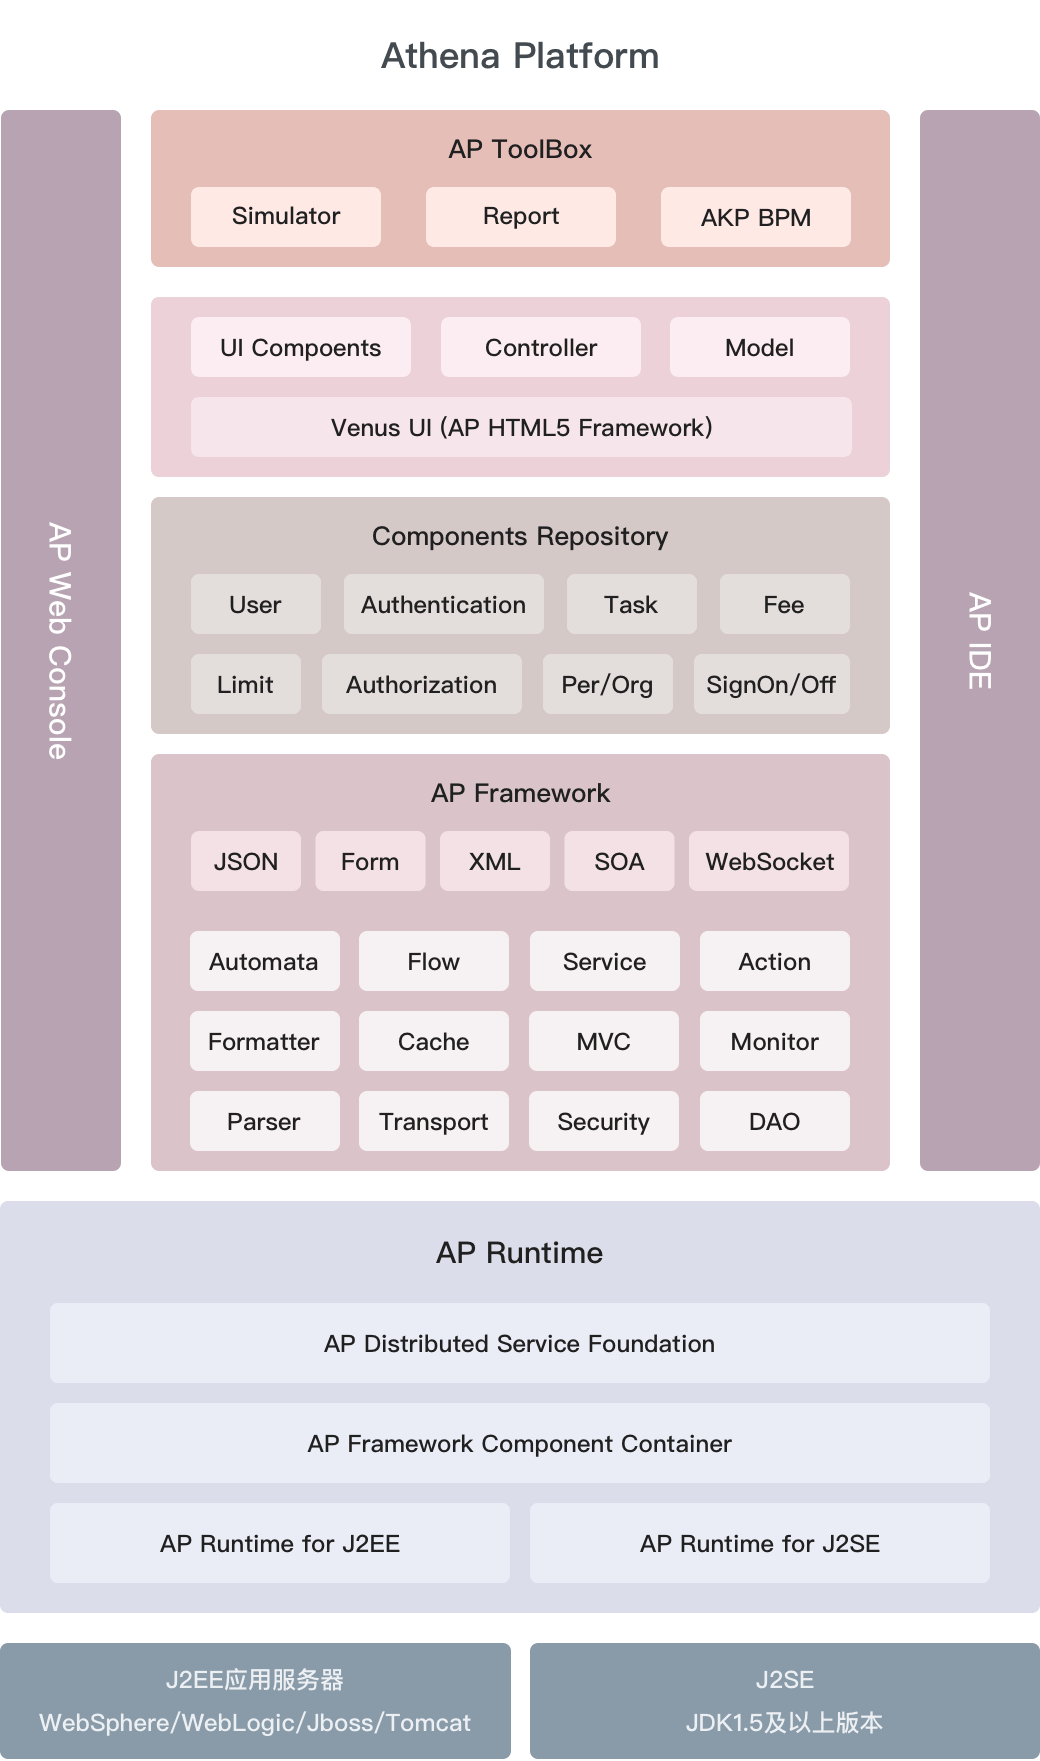 Athena Platform
AP Web Console
AP ToolBox
Simulator
Report
AKP BPM
UI Compoents
Controller
Model
Venus UI (AP HTML5 Framework)
Components Repository
User
Authentication
Task
Fee
Limit
Authorization
Per/Org
SignOn/Off
AP Framework
JSON
Form
XML
SOA
WebSocket
Automata
Flow
Service
Action
Formatter
Cache
MVC
Monitor
Parser
Transport
Security
DAO
AP IDE
AP Runtime
AP Distributed Service Foundation
AP Framework Component Container
AP Runtime for J2EE
AP Runtime for J2SE
J2EE应用服务器
WebSphere/WebLogic/Jboss/Tomcat
J2SE
JDK1.5及以上版本